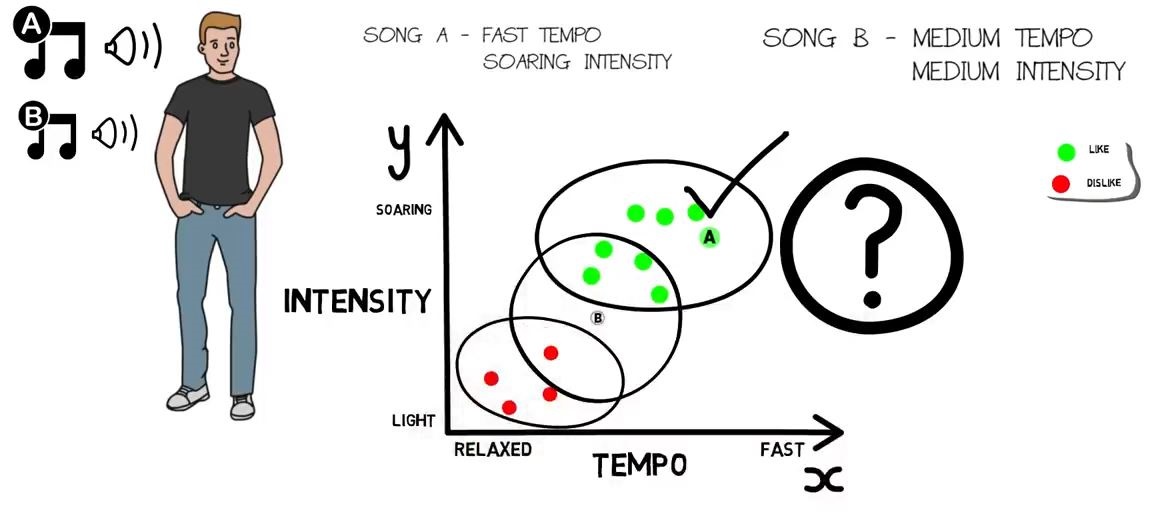 A
B
SONG A - FAST TEMPO
SOARING INTENSITY
SONG B - MEDIUM TEMPO
MEDIUM INTENSITY
LIKE
DISLIKE
y
SOARING
INTENSITY
LIGHT
A
B
?
RELAXED
FAST
TEMPO
x